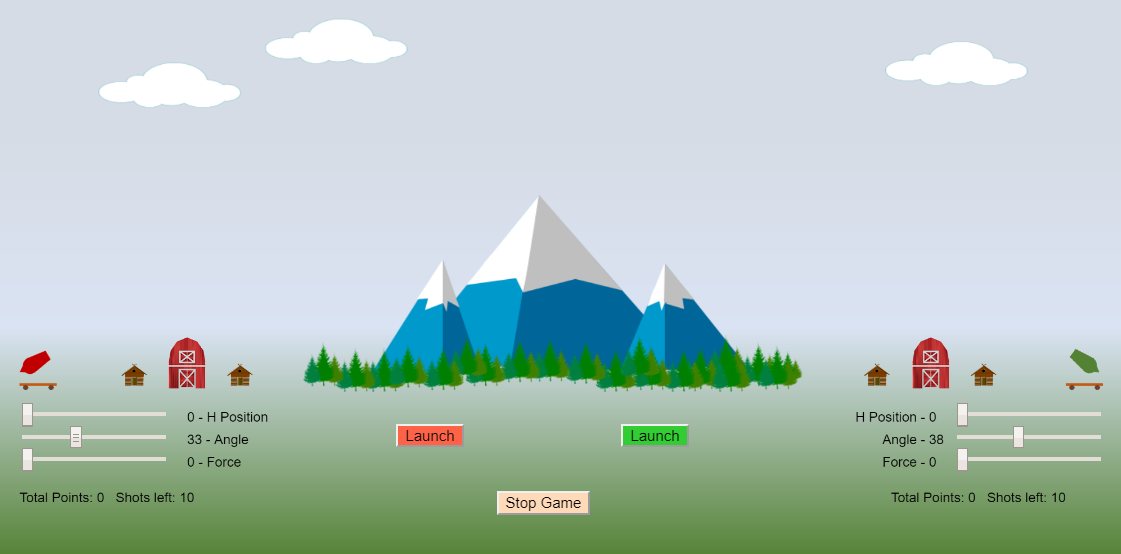 0 - H Position
H Position - 0
33 - Angle
Launch
Launch
Angle - 38
0 - Force
Force - 0
Total Points: 0 Shots left: 10
Stop Game
Total Points: 0 Shots left: 10